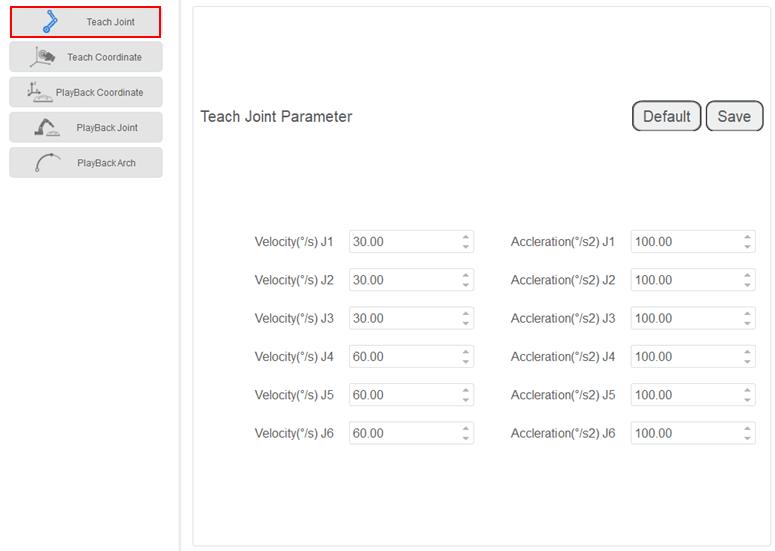 Teach Joint
Teach Coordinate
PlayBack Coordinate
PlayBack Joint
PlayBack Arch
Teach Joint Parameter Default Save
Velocity(°/s) J1 30.00 Accleration(°/s2) J1 100.00
Velocity(°/s) J2 30.00 Accleration(°/s2) J2 100.00
Velocity(°/s) J3 30.00 Accleration(°/s2) J3 100.00
Velocity(°/s) J4 60.00 Accleration(°/s2) J4 100.00
Velocity(°/s) J5 60.00 Accleration(°/s2) J5 100.00
Velocity(°/s) J6 60.00 Accleration(°/s2) J6 100.00